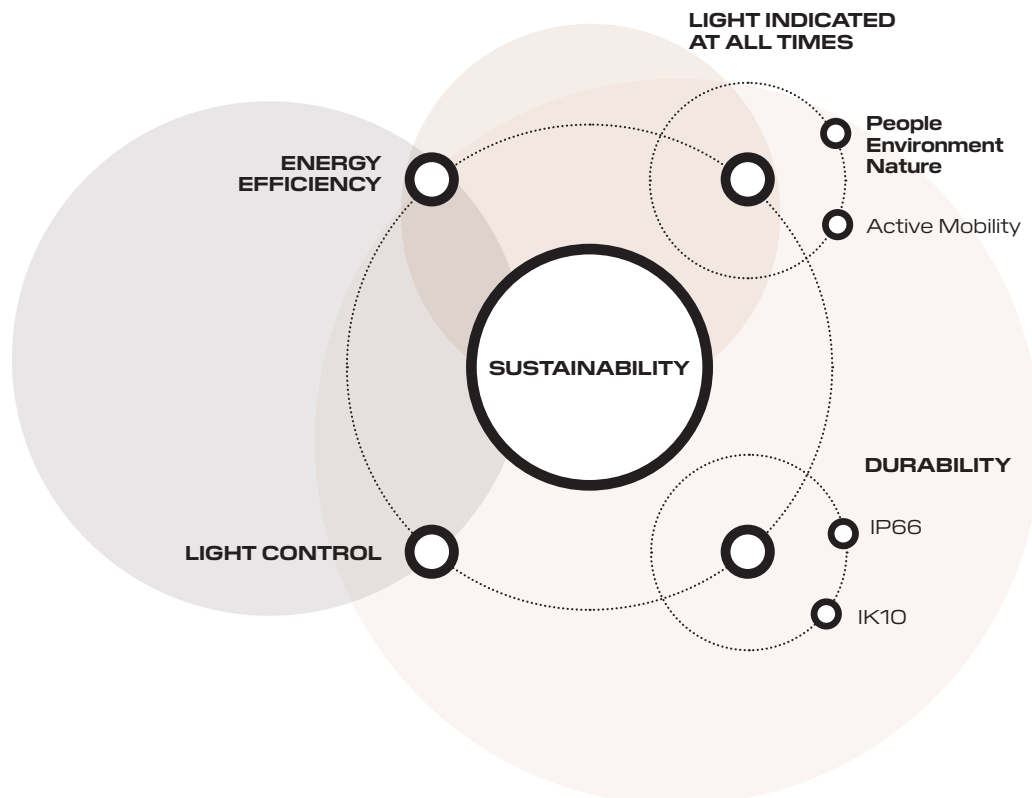 LIGHT INDICATED
AT ALL TIMES
People
Environment
Nature
ENERGY
EFFICIENCY
Active Mobility
SUSTAINABILITY
DURABILITY
IP66
LIGHT CONTROL
IK10